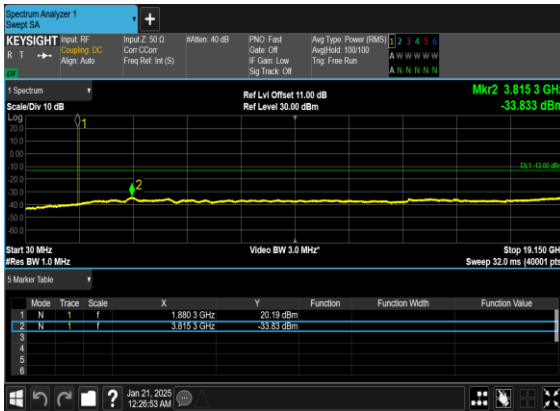 Spectrum Analyzer 1
Swept SA
+
KEYSIGHT Input: RF Input Z: 50 Ω #Atten: 40 dB PNO: Fast Avg Type: Power (RMS) 1 2 3 4 5 6
R T Coupling: DC Corr CCorr Gate: Off Avg|Hold: 100/100 A W W W W W
Align: Auto Freq Ref: Int (S) IF Gain: Low Trig: Free Run
Sig Track: Off A N N N N N
1 Spectrum Ref Lvl Offset 11.00 dB Mkr2 3.815 3 GHz
Scale/Div 10 dB Ref Level 30.00 dBm -33.833 dBm
Log
20.0
10.0
0.00
-10.0
-20.0
-30.0
-40.0
-50.0
-60.0
1
2
DL1 -13.00 dBm
Start 30 MHz Video BW 3.0 MHz* Stop 19.150 GHz
#Res BW 1.0 MHz Sweep 32.0 ms (40001 pts)
5 Marker Table
Mode Trace Scale X Y Function Function Width Function Value
1 N 1 f 1.880 3 GHz 20.19 dBm
2 N 1 f 3.815 3 GHz -33.83 dBm
3
4
5
6
? Jan 21, 2025
12:26:53 AM